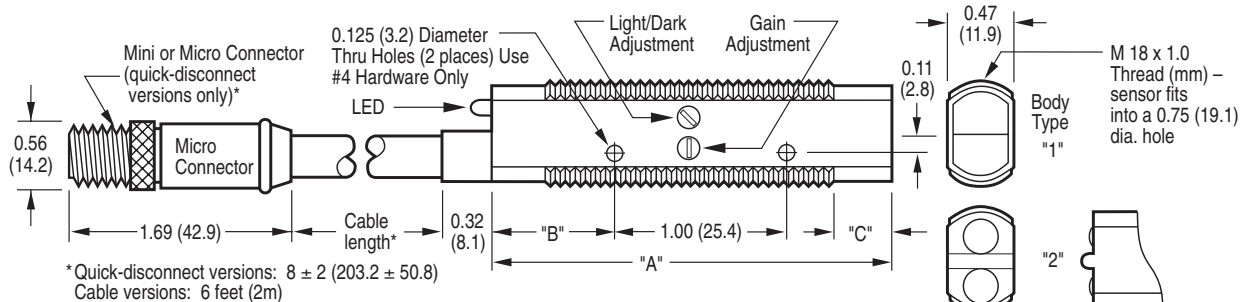 Mini or Micro Connector
(quick-disconnect
versions only)*
0.125 (3.2) Diameter
Thru Holes (2 places) Use
#4 Hardware Only
LED
Light/Dark
Adjustment
Gain
Adjustment
0.47
(11.9)
0.11
(2.8)
Body
Type
"1"
M 18 x 1.0
Thread (mm) –
sensor fits
into a 0.75 (19.1)
dia. hole
0.56
(14.2)
Micro
Connector
1.69 (42.9)
Cable
length*
0.32
(8.1)
"B"
1.00 (25.4)
"C"
"A"
"2"
*Quick-disconnect versions: 8 ± 2 (203.2 ± 50.8)
Cable versions: 6 feet (2m)